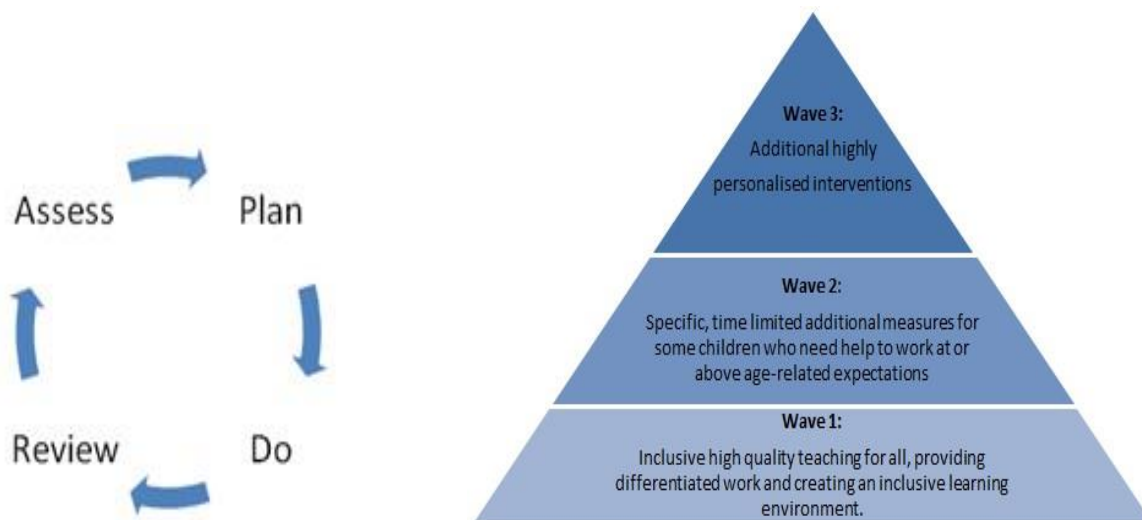 Assess
Plan
Review
Do
Wave 3:
Additional highly
personalised interventions
Wave 2:
Specific, time limited additional measures for
some children who need help to work at or
above age-related expectations
Wave 1:
Inclusive high quality teaching for all, providing
differentiated work and creating an inclusive learning
environment.